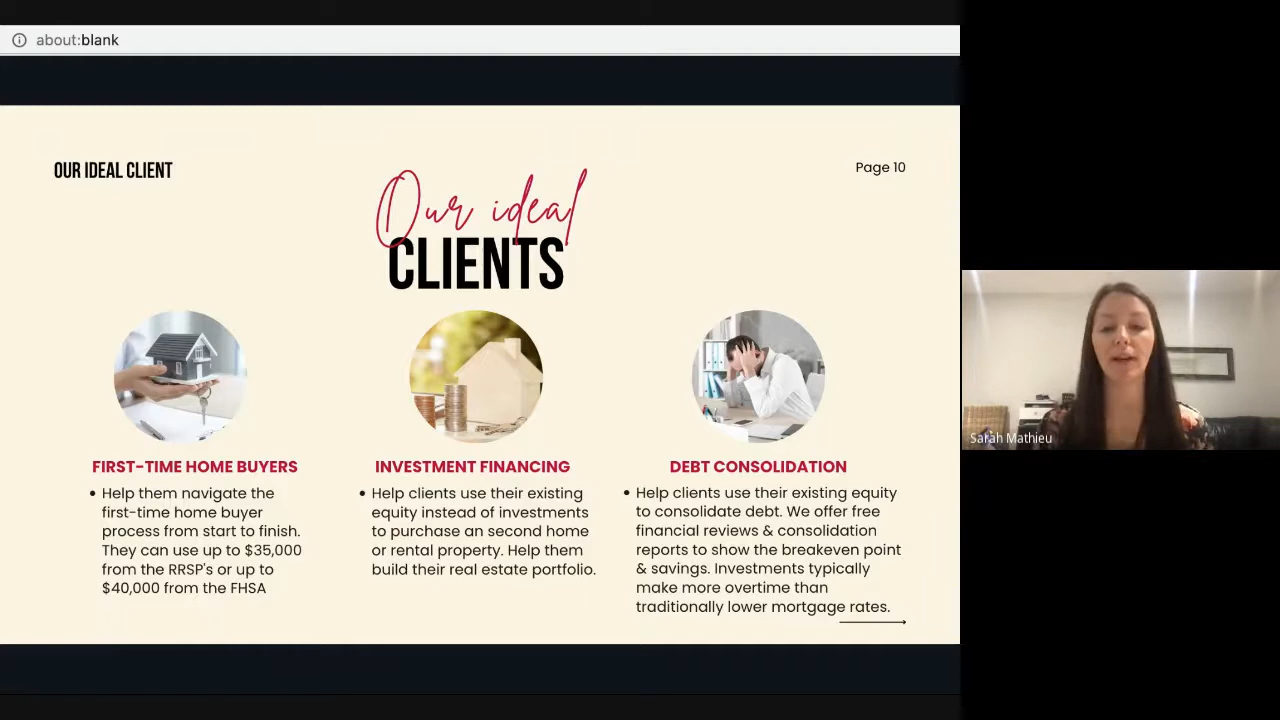 about:blank
OUR IDEAL CLIENT
Page 10
Our ideal
CLIENTS
FIRST-TIME HOME BUYERS
• Help them navigate the
first-time home buyer
process from start to finish.
They can use up to $35,000
from the RRSP's or up to
$40,000 from the FHSA
INVESTMENT FINANCING
• Help clients use their existing
equity instead of investments
to purchase an second home
or rental property. Help them
build their real estate portfolio.
DEBT CONSOLIDATION
• Help clients use their existing equity
to consolidate debt. We offer free
financial reviews & consolidation
reports to show the breakeven point
& savings. Investments typically
make more overtime than
traditionally lower mortgage rates.
Sarah Mathieu